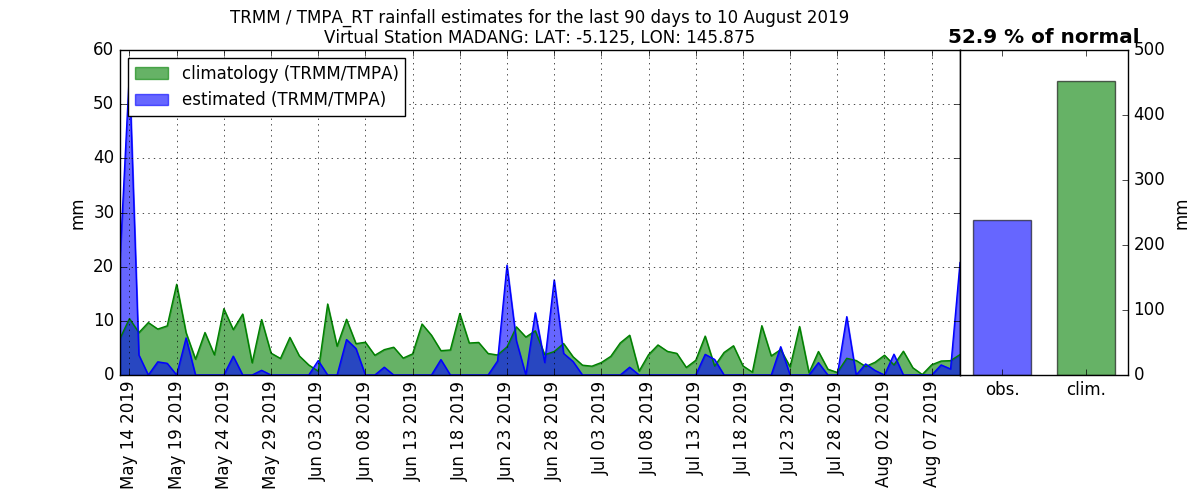 TRMM / TMPA_RT rainfall estimates for the last 90 days to 10 August 2019
Virtual Station MADANG: LAT: -5.125, LON: 145.875
52.9 % of normal
climatology (TRMM/TMPA)
estimated (TRMM/TMPA)
60
50
40
30
20
10
0
mm
500
400
300
200
100
0
mm
obs.
clim.
May 14 2019
May 19 2019
May 24 2019
May 29 2019
Jun 03 2019
Jun 08 2019
Jun 13 2019
Jun 18 2019
Jun 23 2019
Jun 28 2019
Jul 03 2019
Jul 08 2019
Jul 13 2019
Jul 18 2019
Jul 23 2019
Jul 28 2019
Aug 02 2019
Aug 07 2019